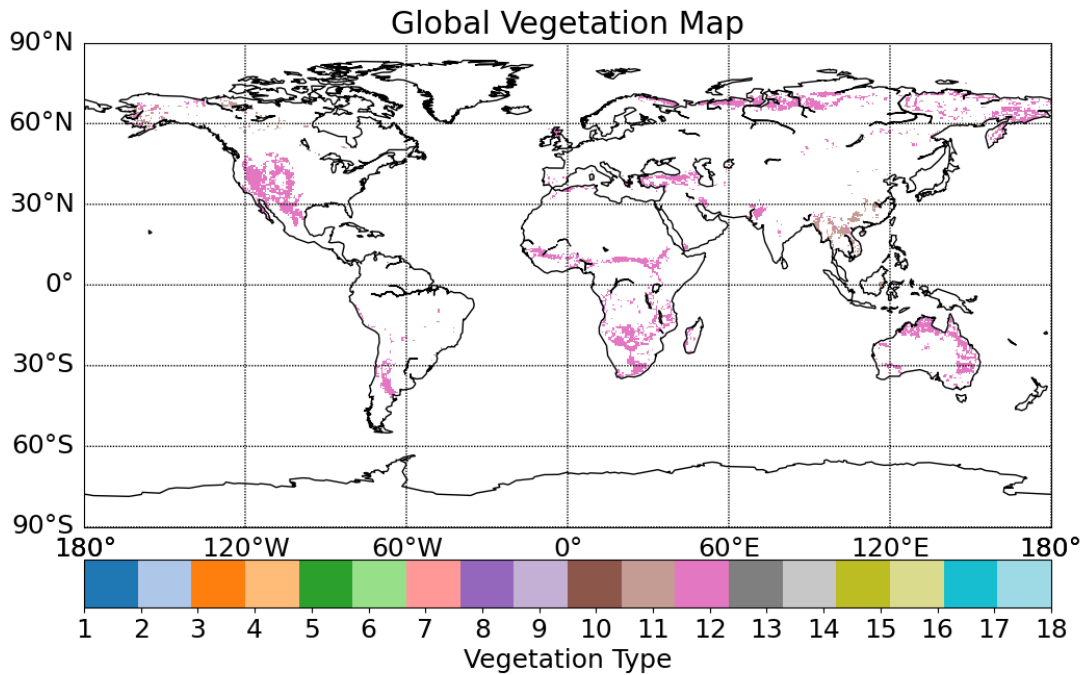 Global Vegetation Map
90°N
60°N
30°N
0°
30°S
60°S
90°S
180° 120°W 60°W 0° 60°E 120°E 180°
1 2 3 4 5 6 7 8 9 10 11 12 13 14 15 16 17 18
Vegetation Type